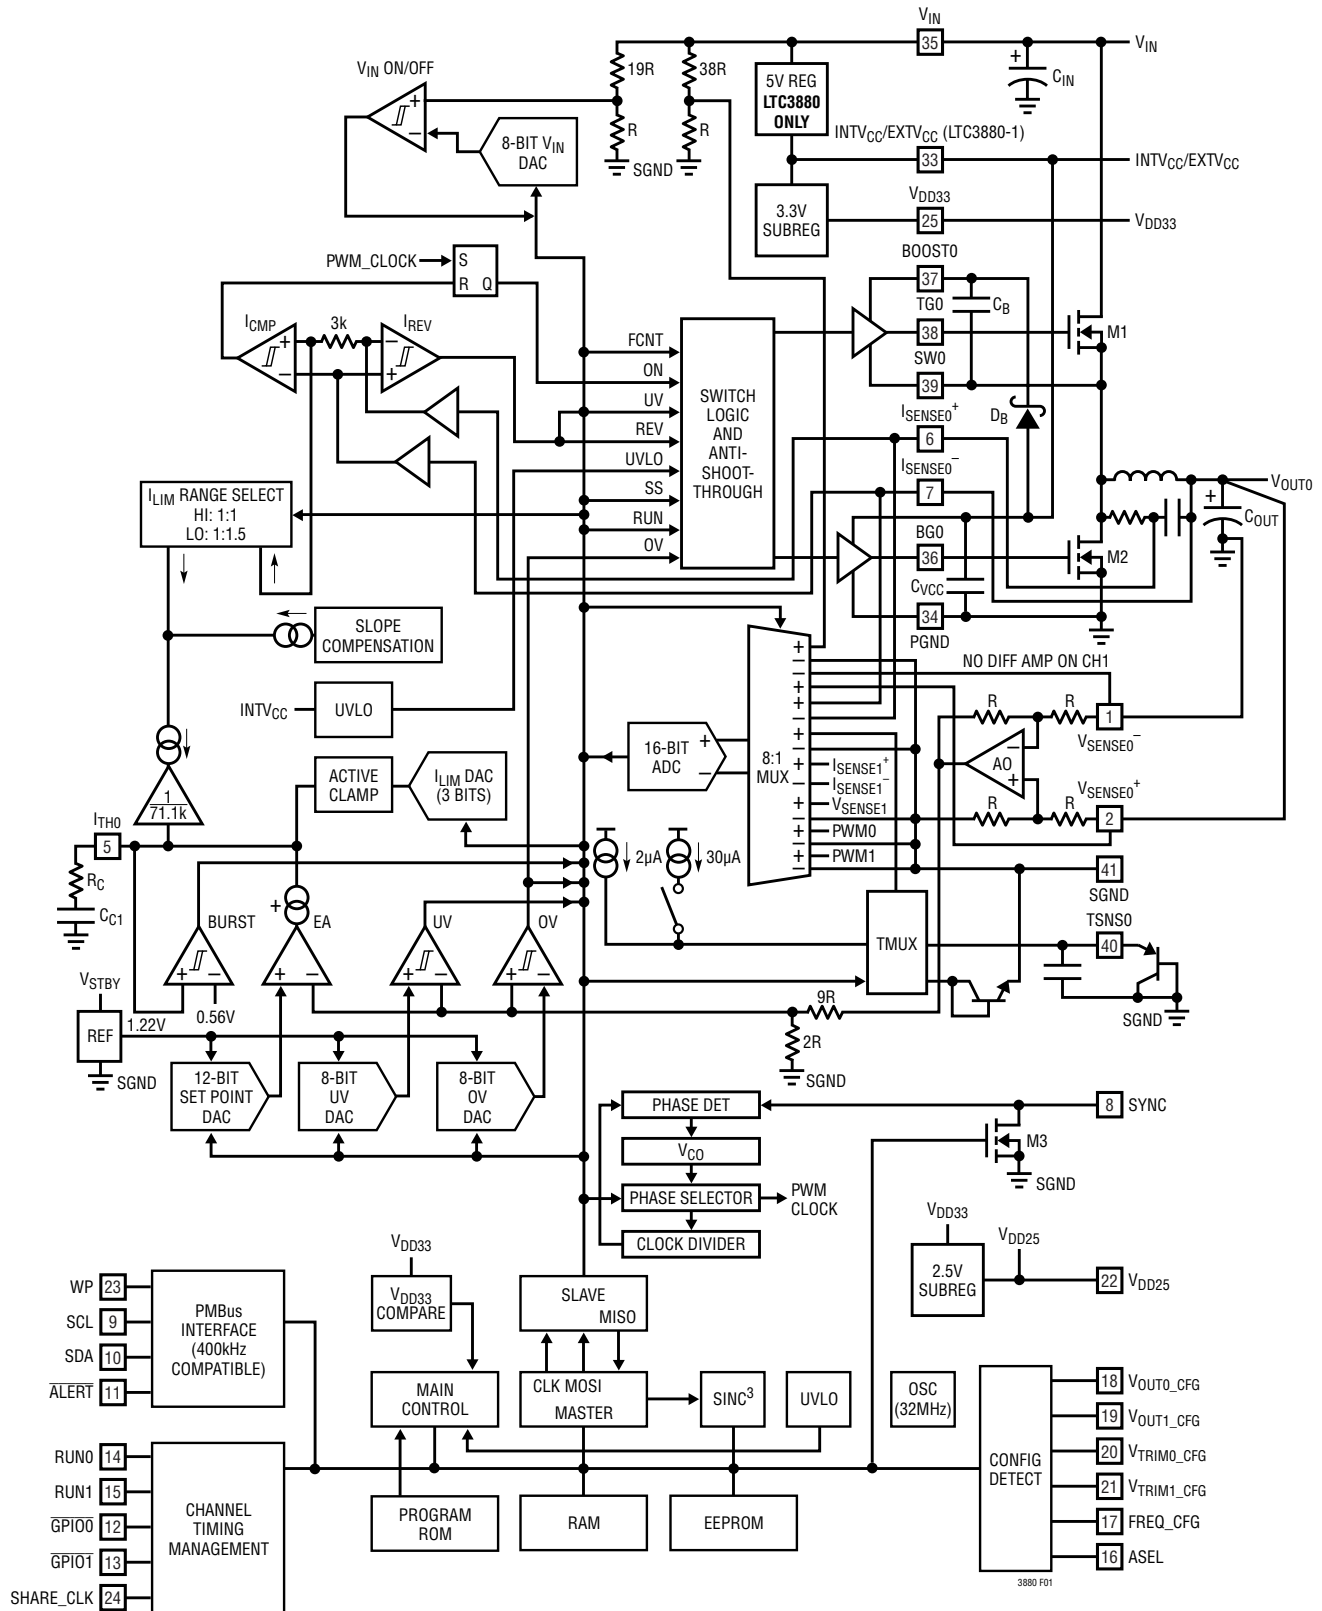 V_IN
35
V_IN
19R
38R
+
C_IN
V_IN ON/OFF
+
−
5V REG
LTC3880
ONLY
8-BIT V_IN
DAC
R
R
SGND
INTV_CC/EXTV_CC (LTC3880-1)
33
INTV_CC/EXTV_CC
V_DD33
25
V_DD33
3.3V
SUBREG
PWM_CLOCK
S
R Q
BOOST0
37
TG0
C_B
38
M1
SW0
39
I_CMP
3k
I_REV
+
−
−
+
FCNT
ON
UV
REV
UVLO
SS
RUN
OV
SWITCH
LOGIC
AND
ANTI-
SHOOT-
THROUGH
I_SENSE0+
6
D_B
I_SENSE0−
7
V_OUT0
+
C_OUT
BG0
36
M2
C_VCC
34
PGND
I_LIM RANGE SELECT
HI: 1:1
LO: 1:1.5
SLOPE
COMPENSATION
INTV_CC
UVLO
NO DIFF AMP ON CH1
+
−
−
+
+
−
+
−
+
−
+
−
+
−
+
−
8:1
MUX
I_SENSE1+
I_SENSE1−
V_SENSE1
PWM0
PWM1
R
R
1
V_SENSE0−
−
AO
+
V_SENSE0+
R
R
2
16-BIT
ADC
+
−
ACTIVE
CLAMP
I_LIM DAC
(3 BITS)
1
71.1k
I_TH0
5
R_C
C_C1
2µA
30µA
41
SGND
TSNS0
40
TMUX
SGND
BURST
+
EA
UV
OV
+ −
+ −
+ −
+ −
V_STBY
0.56V
REF
1.22V
SGND
9R
2R
SGND
12-BIT
SET POINT
DAC
8-BIT
UV
DAC
8-BIT
OV
DAC
PHASE DET
V_CO
PHASE SELECTOR
CLOCK DIVIDER
PWM
CLOCK
8
SYNC
M3
SGND
V_DD33
V_DD25
2.5V
SUBREG
22
V_DD25
V_DD33
V_DD33
COMPARE
SLAVE
MISO
WP
23
SCL
9
SDA
10
ALERT
11
PMBus
INTERFACE
(400kHz
COMPATIBLE)
MAIN
CONTROL
CLK MOSI
MASTER
SINC3
UVLO
OSC
(32MHz)
RUN0
14
RUN1
15
GPIO0
12
GPIO1
13
SHARE_CLK
24
CHANNEL
TIMING
MANAGEMENT
PROGRAM
ROM
RAM
EEPROM
CONFIG
DETECT
18
V_OUT0_CFG
19
V_OUT1_CFG
20
V_TRIM0_CFG
21
V_TRIM1_CFG
17
FREQ_CFG
16
ASEL
3880 F01